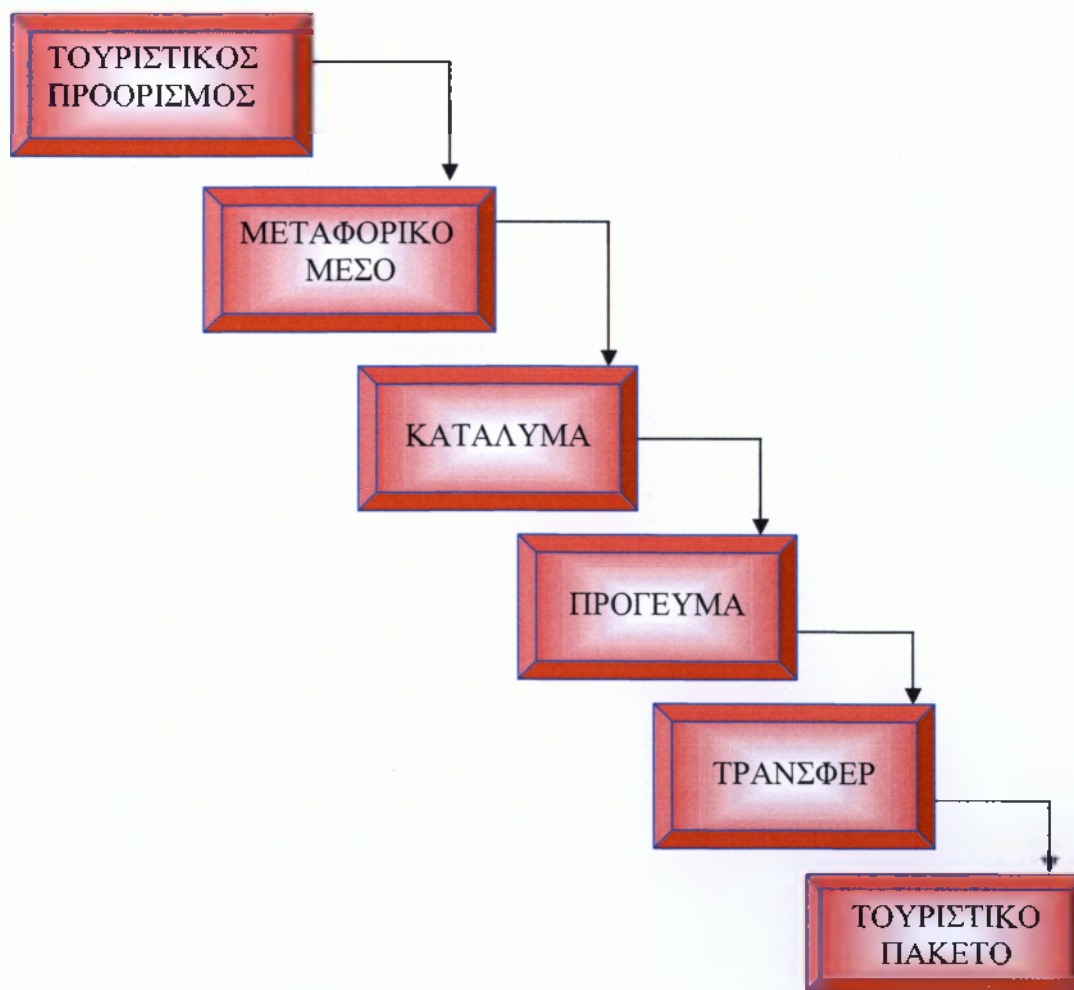 ΤΟΥΡΙΣΤΙΚΟΣ
ΠΡΟΟΡΙΣΜΟΣ
ΜΕΤΑΦΟΡΙΚΟ
ΜΕΣΟ
ΚΑΤΑΛΥΜΑ
ΠΡΟΓΕΥΜΑ
ΤΡΑΝΣΦΕΡ
ΤΟΥΡΙΣΤΙΚΟ
ΠΑΚΕΤΟ